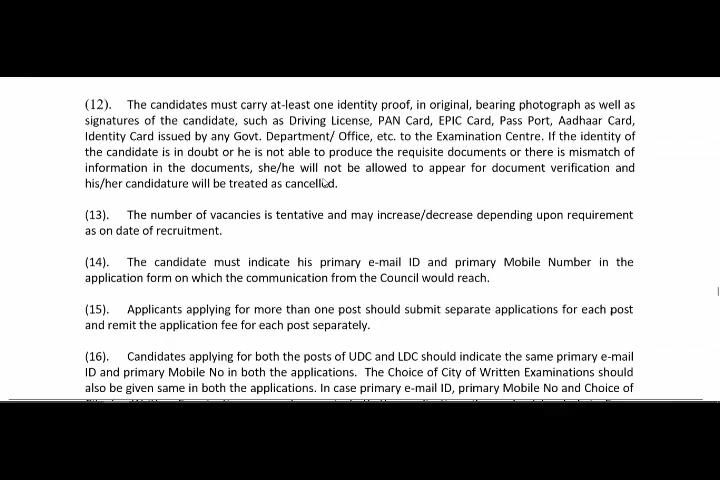 (12). The candidates must carry at-least one identity proof, in original, bearing photograph as well as
signatures of the candidate, such as Driving License, PAN Card, EPIC Card, Pass Port, Aadhaar Card,
Identity Card issued by any Govt. Department/ Office, etc. to the Examination Centre. If the identity of
the candidate is in doubt or he is not able to produce the requisite documents or there is mismatch of
information in the documents, she/he will not be allowed to appear for document verification and
his/her candidature will be treated as cancelled.
(13). The number of vacancies is tentative and may increase/decrease depending upon requirement
as on date of recruitment.
(14). The candidate must indicate his primary e-mail ID and primary Mobile Number in the
application form on which the communication from the Council would reach.
(15). Applicants applying for more than one post should submit separate applications for each post
and remit the application fee for each post separately.
(16). Candidates applying for both the posts of UDC and LDC should indicate the same primary e-mail
ID and primary Mobile No in both the applications. The Choice of City of Written Examinations should
also be given same in both the applications. In case primary e-mail ID, primary Mobile No and Choice of